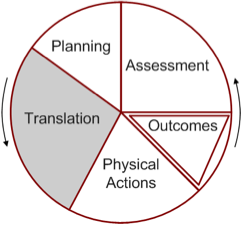 Planning
Assessment
Translation
Outcomes
Physical
Actions